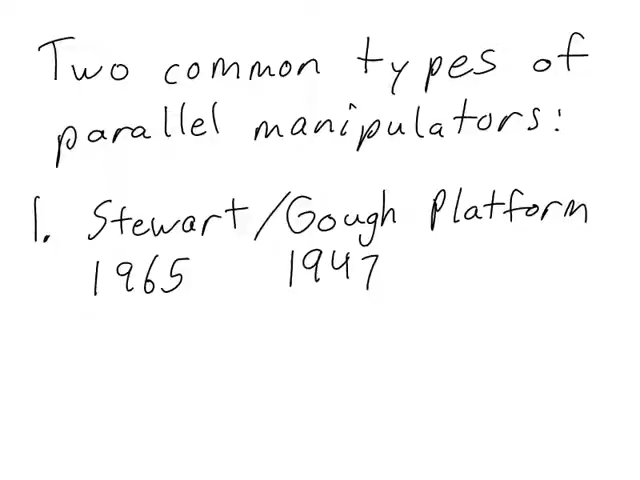 Two common types of
parallel manipulators:
1. Stewart/Gough Platform
1965 1947